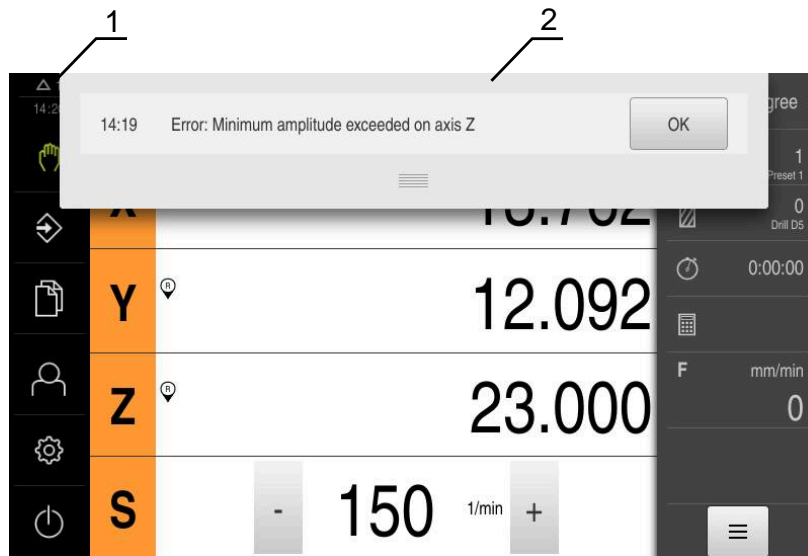 1
2
14:19 Error: Minimum amplitude exceeded on axis Z OK
Preset 1
1
0
Drill D5
Y R 12.092
0:00:00
Z R 23.000
F mm/min
0
S - 150 1/min +